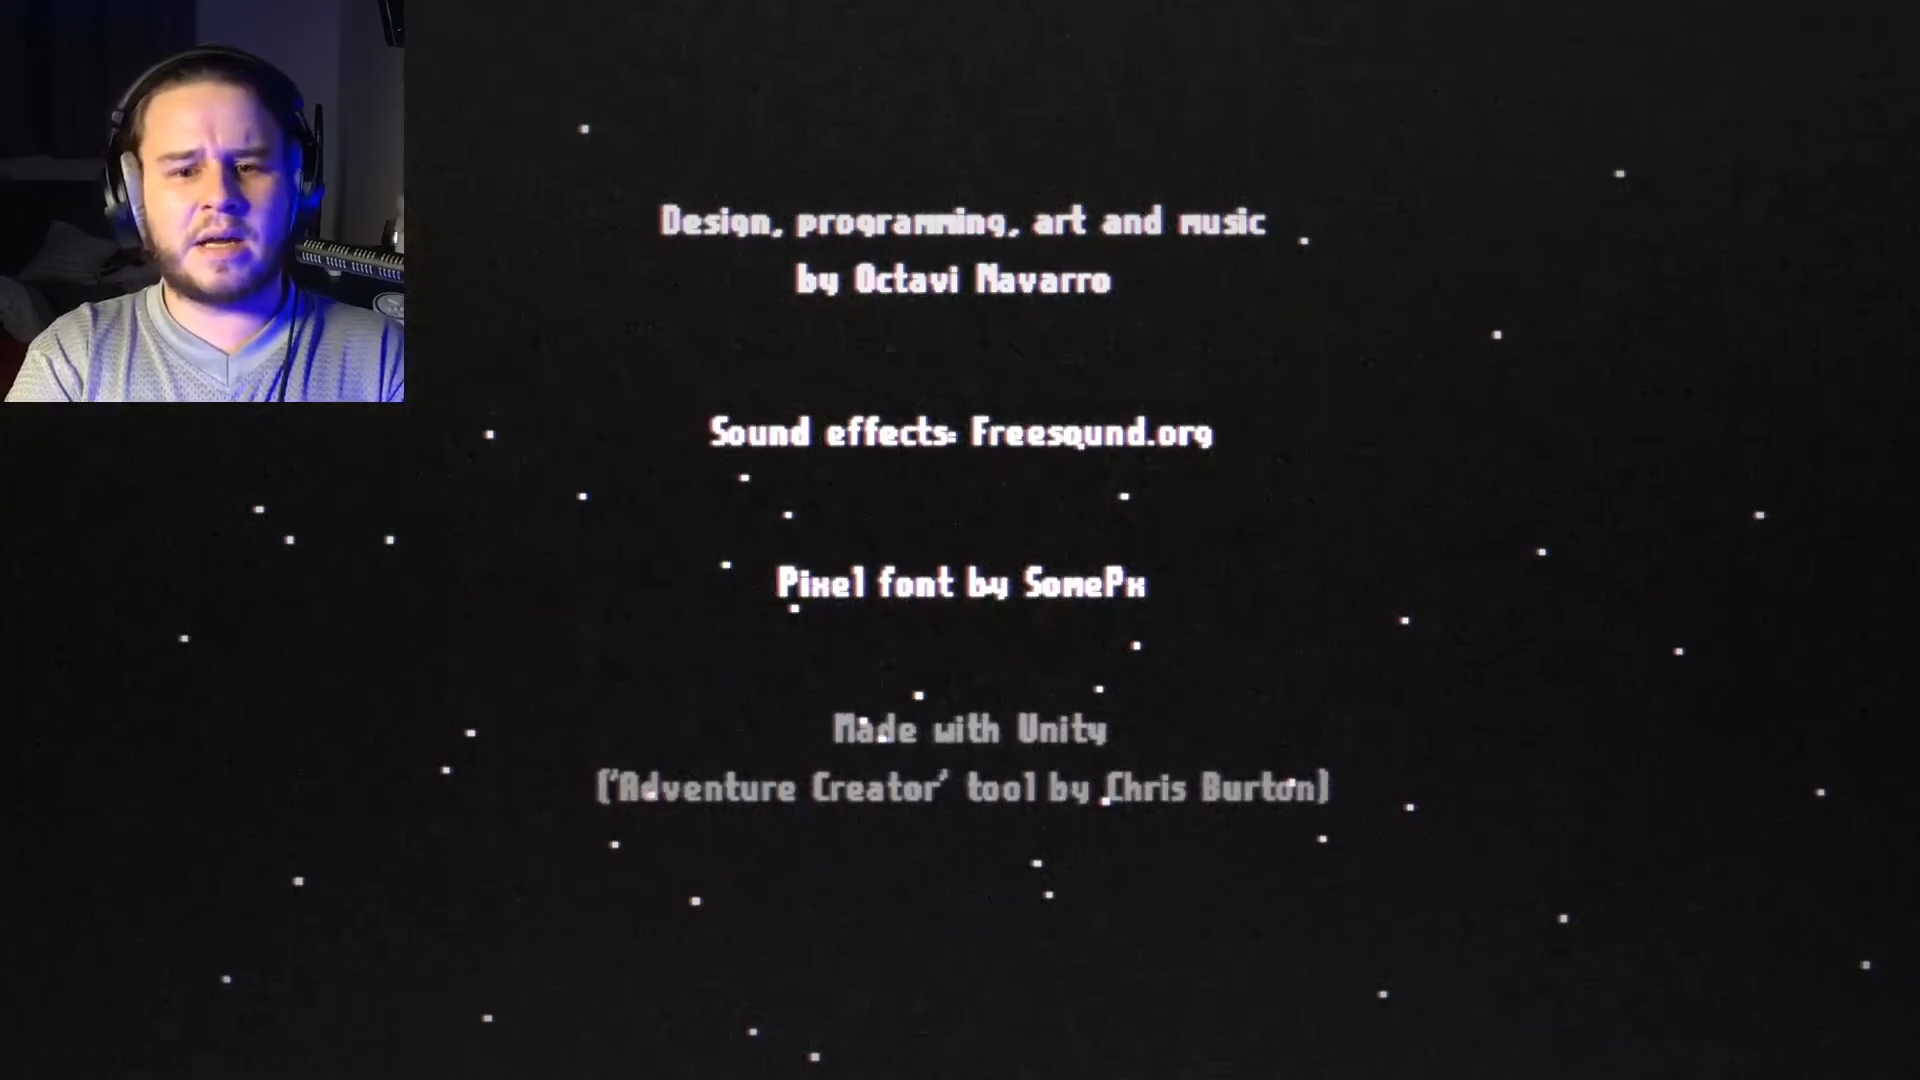 Design, programming, art and music
by Octavi Navarro
Sound effects: Freesound.org
Pixel font by SomePx
Made with Unity
('Adventure Creator' tool by Chris Burton)